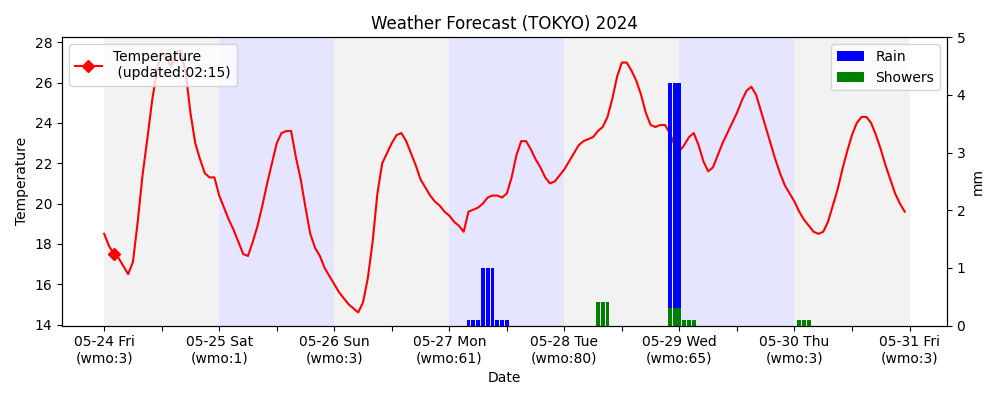 Weather Forecast (TOKYO) 2024
Temperature
(updated:02:15)
Rain
Showers
Temperature
28
26
24
22
20
18
16
14
5
4
3
2
1
0
mm
05-24 Fri
(wmo:3)
05-25 Sat
(wmo:1)
05-26 Sun
(wmo:3)
05-27 Mon
(wmo:61)
05-28 Tue
(wmo:80)
05-29 Wed
(wmo:65)
05-30 Thu
(wmo:3)
05-31 Fri
(wmo:3)
Date